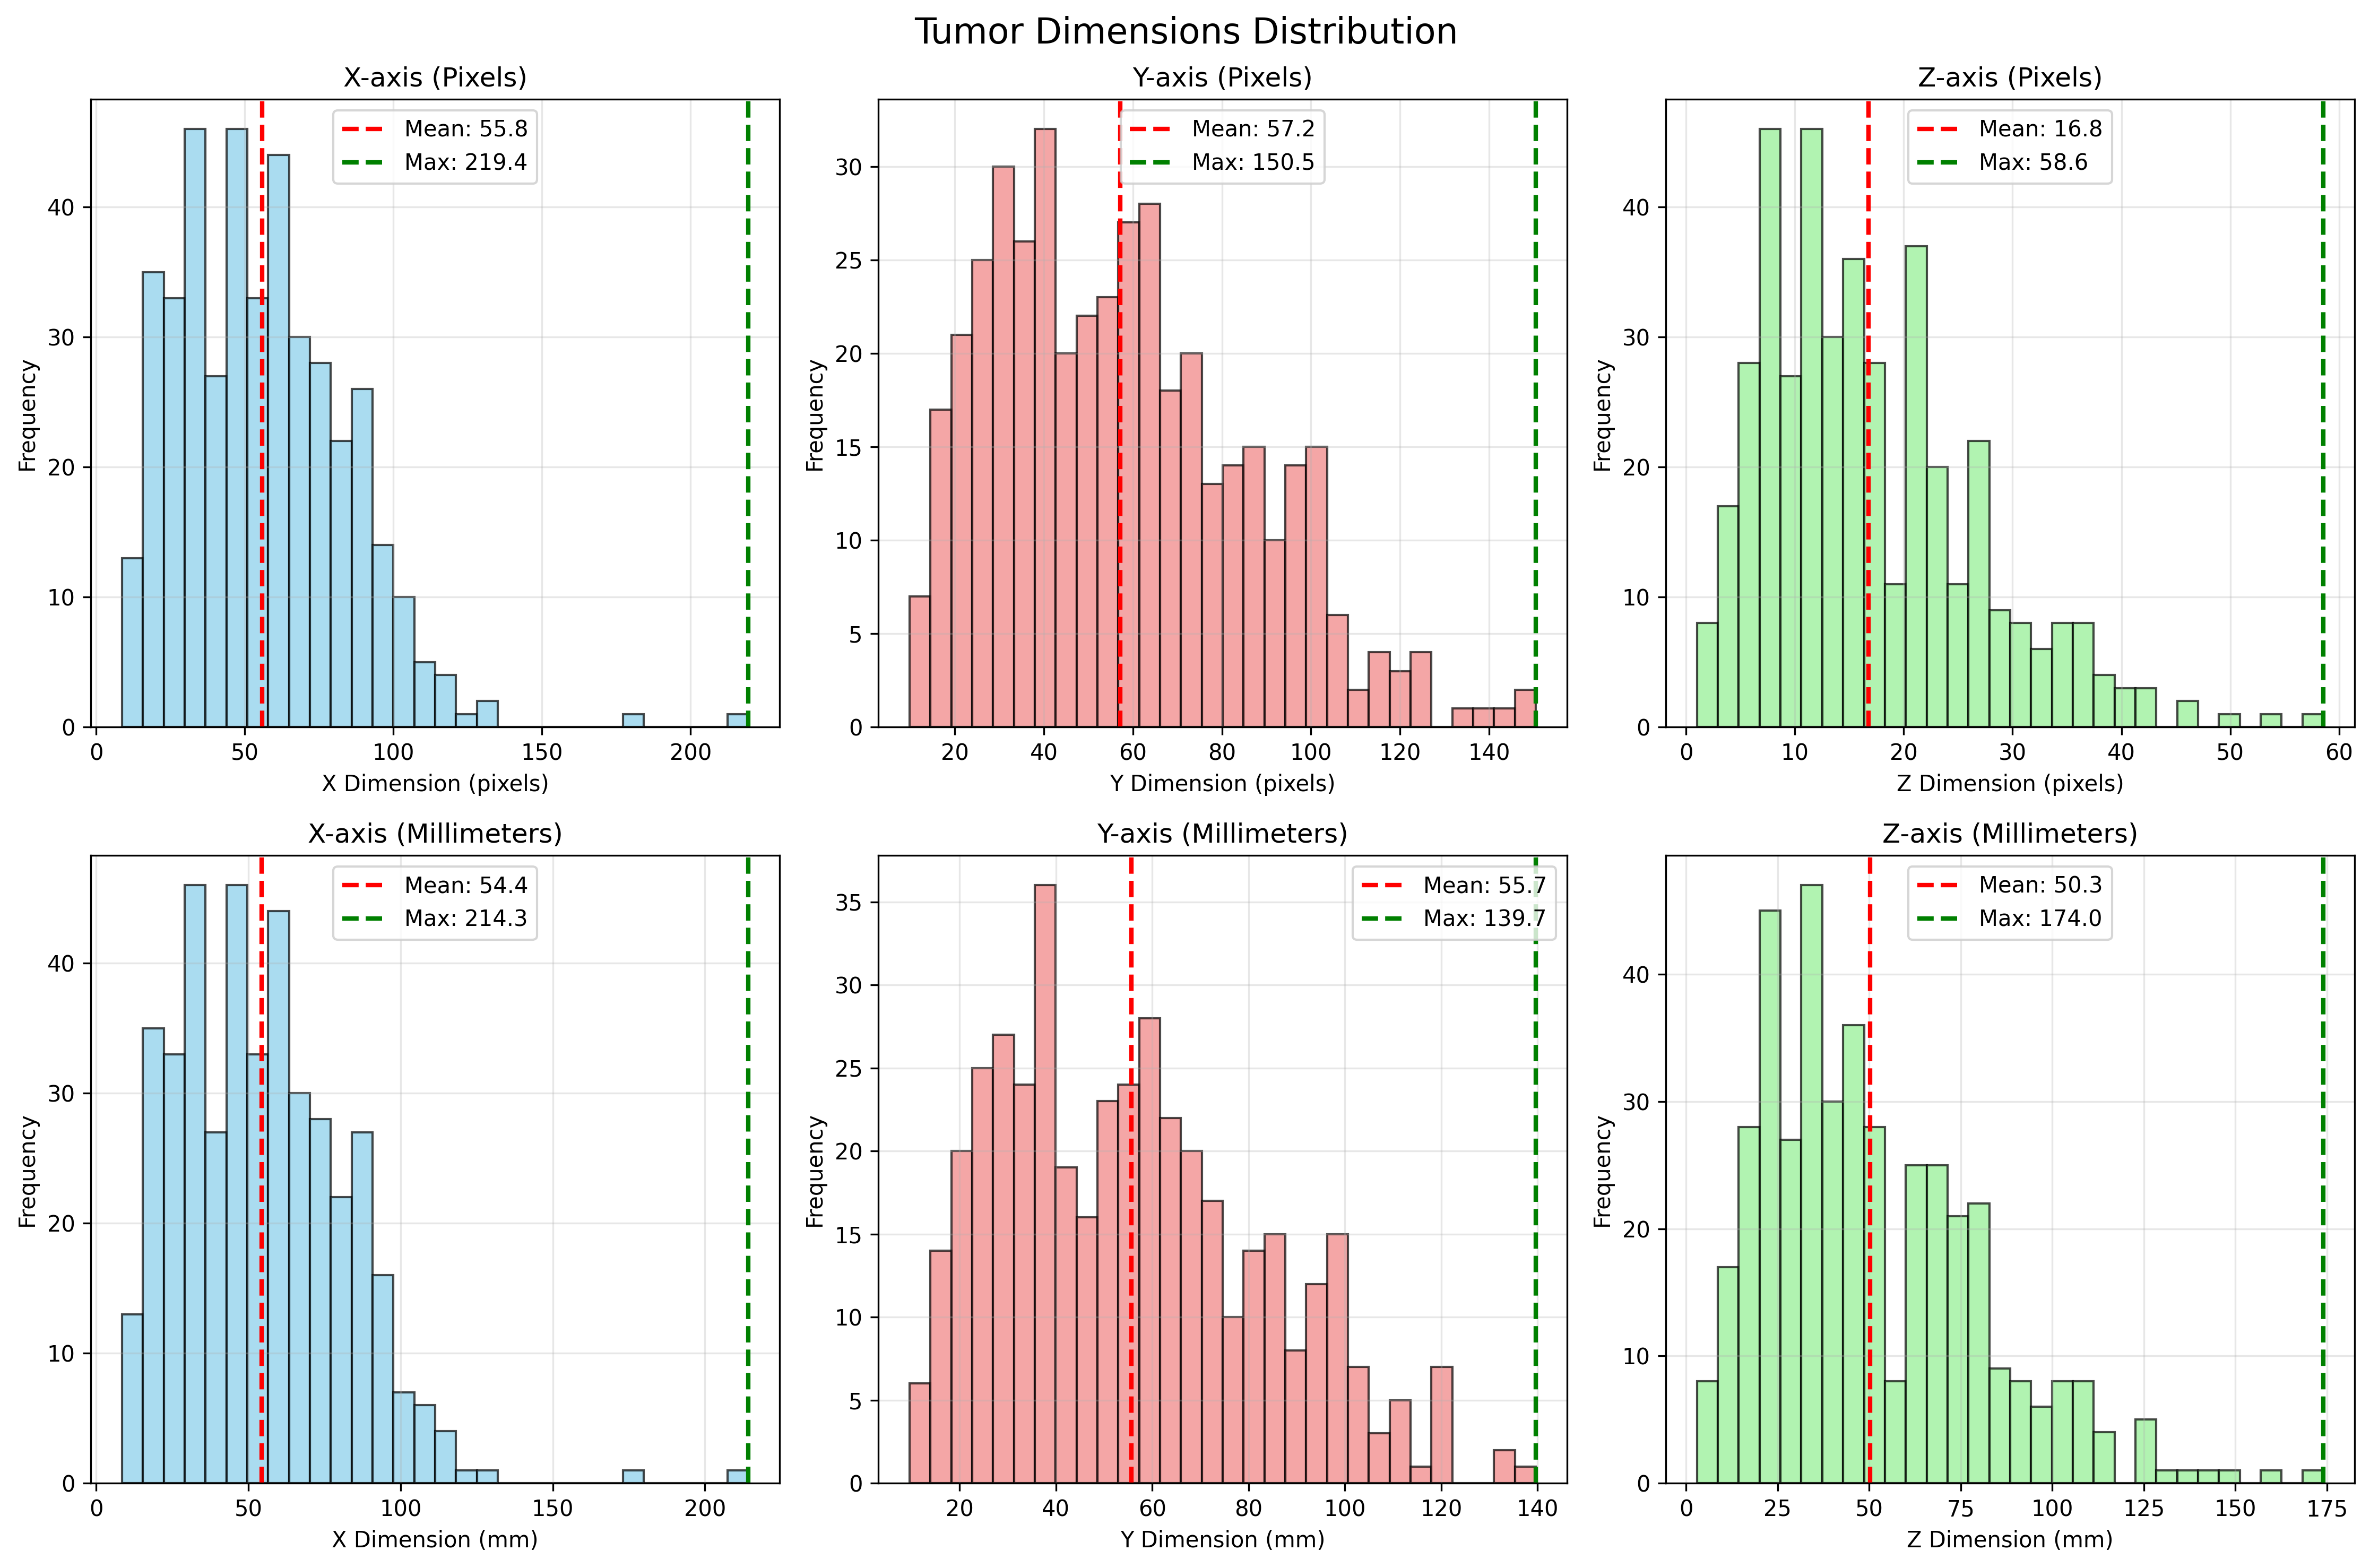 Tumor Dimensions Distribution
X-axis (Pixels)
Mean: 55.8
Max: 219.4
Frequency
40
30
20
10
0
0 50 100 150 200
X Dimension (pixels)
Y-axis (Pixels)
Mean: 57.2
Max: 150.5
Frequency
30
25
20
15
10
5
0
20 40 60 80 100 120 140
Y Dimension (pixels)
Z-axis (Pixels)
Mean: 16.8
Max: 58.6
Frequency
40
30
20
10
0
0 10 20 30 40 50 60
Z Dimension (pixels)
X-axis (Millimeters)
Mean: 54.4
Max: 214.3
Frequency
40
30
20
10
0
0 50 100 150 200
X Dimension (mm)
Y-axis (Millimeters)
Mean: 55.7
Max: 139.7
Frequency
35
30
25
20
15
10
5
0
20 40 60 80 100 120 140
Y Dimension (mm)
Z-axis (Millimeters)
Mean: 50.3
Max: 174.0
Frequency
40
30
20
10
0
0 25 50 75 100 125 150 175
Z Dimension (mm)